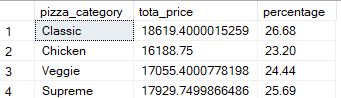 pizza_category tota_price percentage
1 Classic 18619.4000015259 26.68
2 Chicken 16188.75 23.20
3 Veggie 17055.4000778198 24.44
4 Supreme 17929.7499866486 25.69